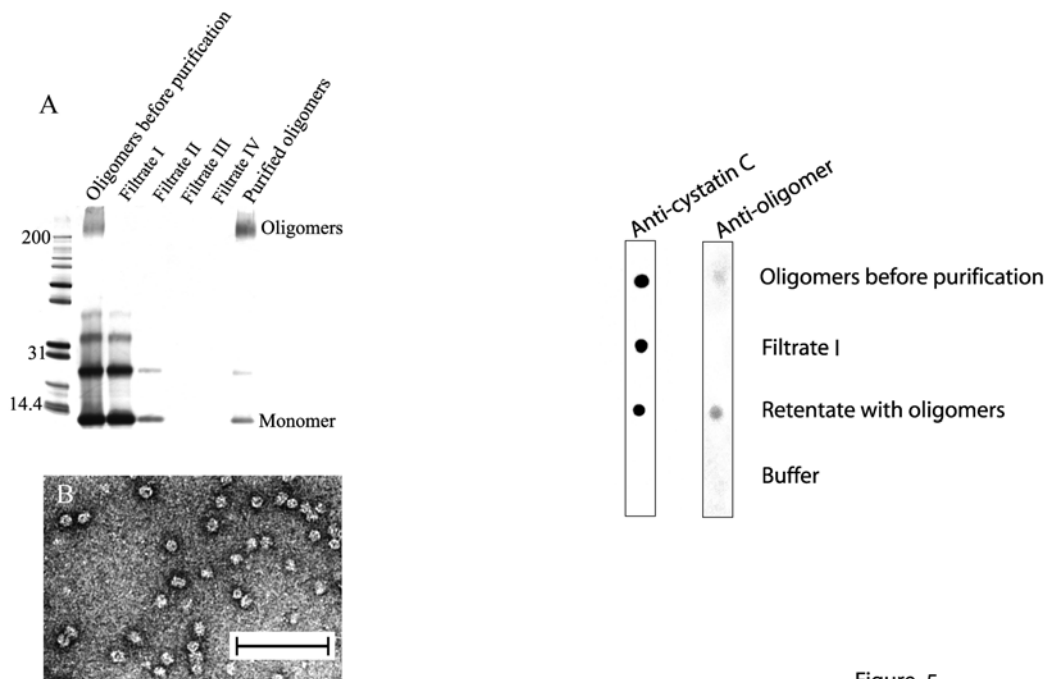 A
Oligomers before purification
Filtrate I
Filtrate II
Filtrate III
Filtrate IV
Purified oligomers
200
Oligomers
31
14.4
Monomer
B
Anti-cystatin C
Anti-oligomer
Oligomers before purification
Filtrate I
Retentate with oligomers
Buffer
Figure 5